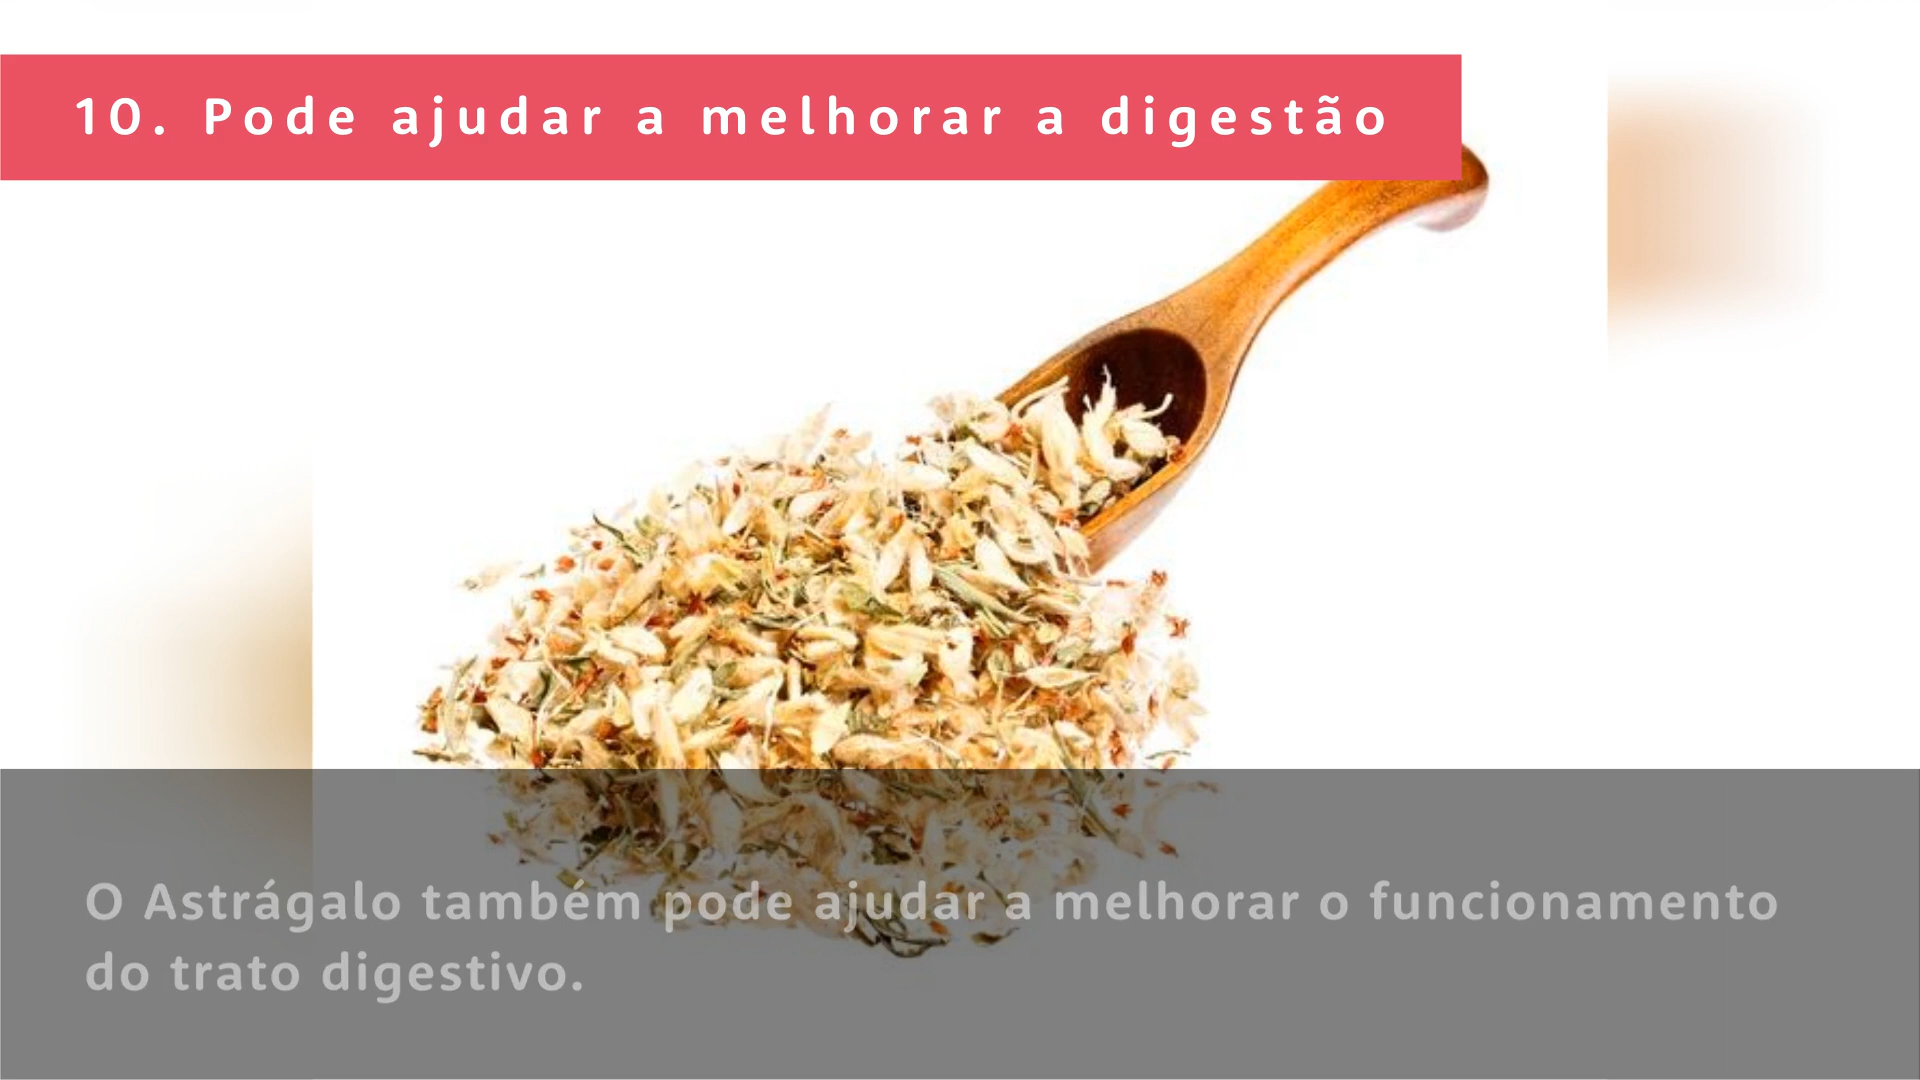 10. Pode ajudar a melhorar a digestão
O Astrágalo também pode ajudar a melhorar o funcionamento
do trato digestivo.